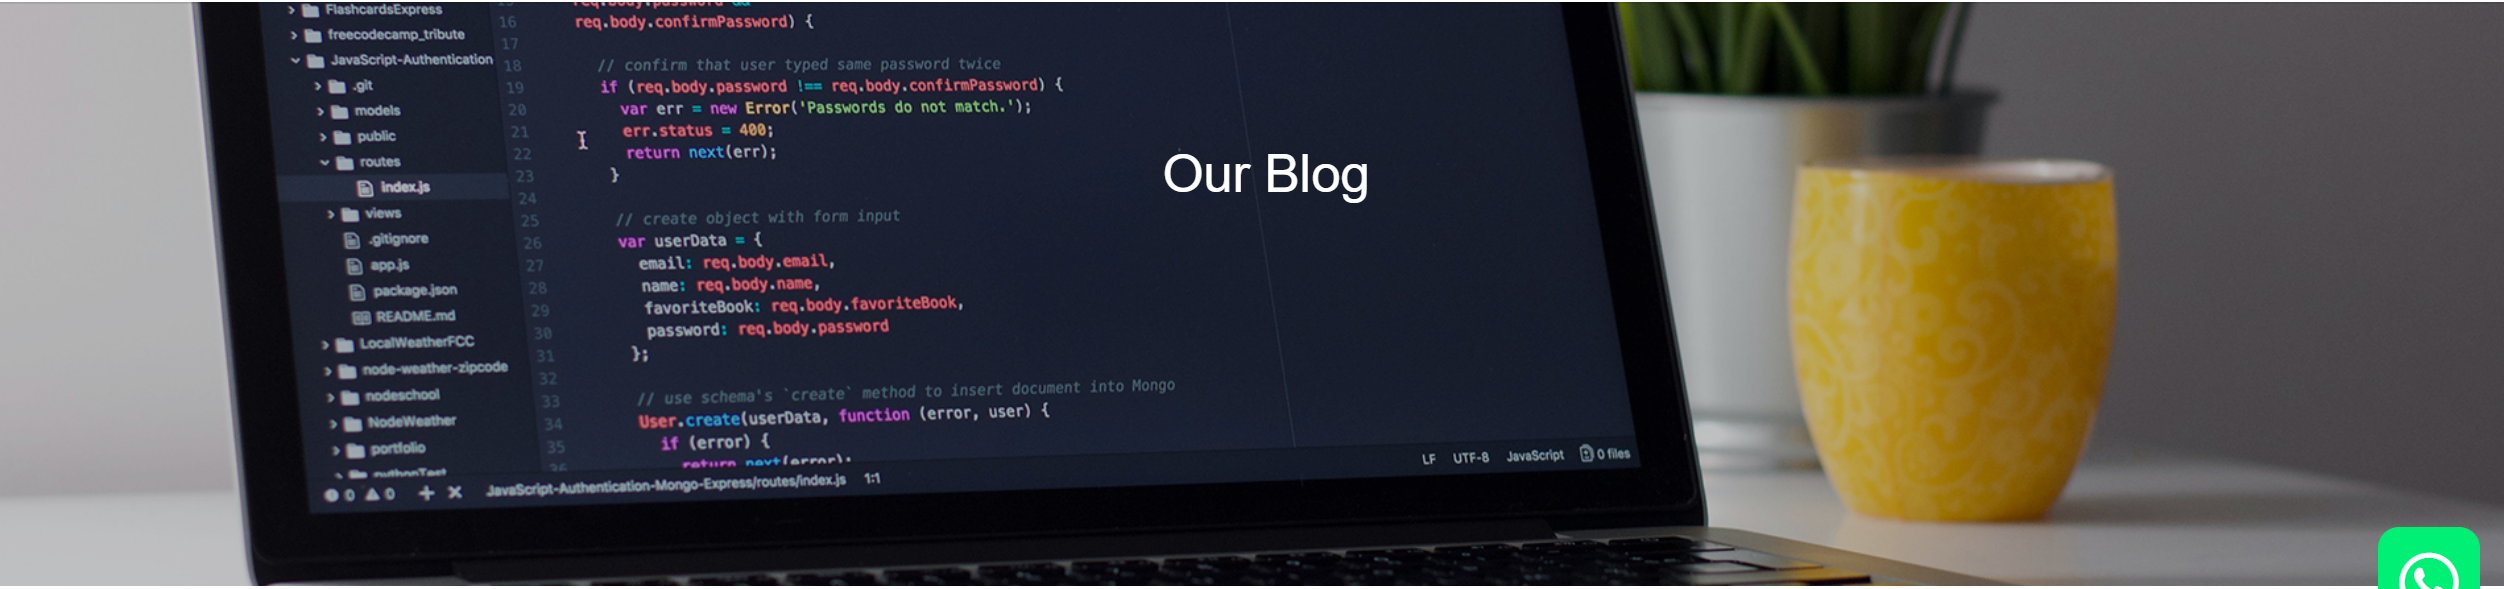 FlashcardsExpress
freecodecamp_tribute
JavaScript-Authentication
.git
models
public
routes
index.js
views
.gitignore
app.js
package.json
README.md
LocalWeatherFCC
node-weather-zipcode
nodeschool
NodeWeather
portfolio
pythonTest
req.body.password &&
16 req.body.confirmPassword) {
17
18 // confirm that user typed same password twice
19 if (req.body.password !== req.body.confirmPassword) {
20 var err = new Error('Passwords do not match.');
21 err.status = 400;
22 return next(err);
23 }
24
25 // create object with form input
26 var userData = {
27 email: req.body.email,
28 name: req.body.name,
29 favoriteBook: req.body.favoriteBook,
30 password: req.body.password
31 };
32
33 // use schema's `create` method to insert document into Mongo
34 User.create(userData, function (error, user) {
35 if (error) {
36 return next(error);
Our Blog
0 0 JavaScript-Authentication-Mongo-Express/routes/index.js 1:1 LF UTF-8 JavaScript 0 files